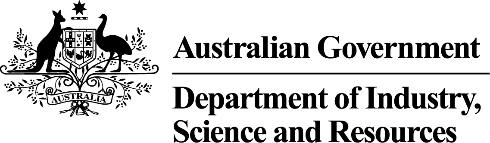 AUSTRALIA
Australian Government
Department of Industry,
Science and Resources